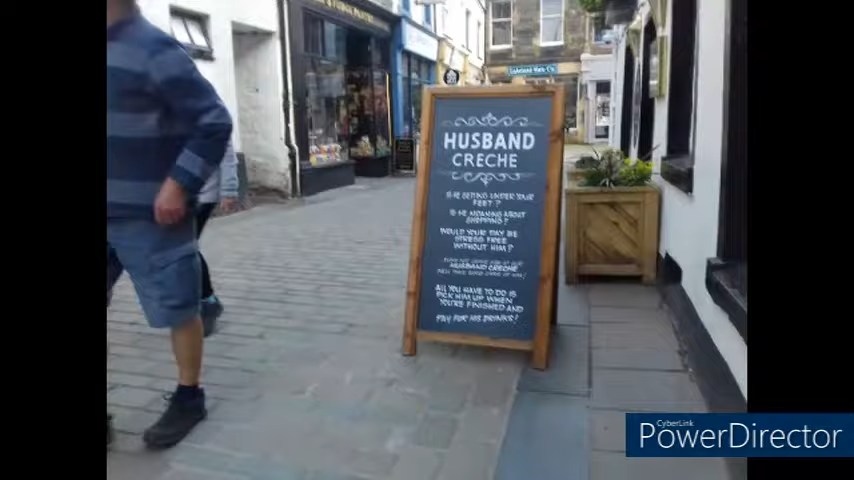 HUSBAND
CRECHE
IS HE GETTING UNDER YOUR
FEET?
IS HE MOANING ABOUT
SHOPPING?
WOULD YOUR DAY BE
STRESS FREE
WITHOUT HIM?
HUSBAND CRECHE
ALL YOU HAVE TO DO IS
PICK HIM UP WHEN
YOU'RE FINISHED AND
PAY FOR HIS DRINKS!
CyberLink
PowerDirector